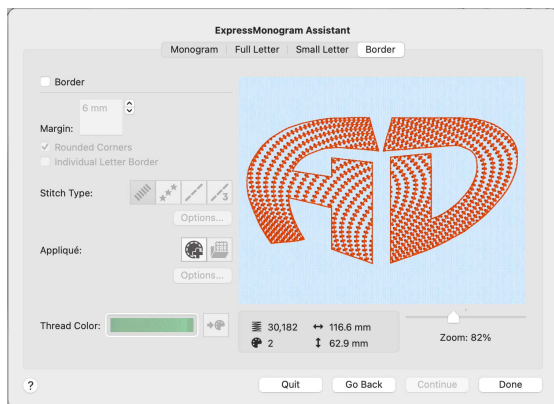 ExpressMonogram Assistant
Monogram Full Letter Small Letter Border
Border
6 mm
Margin:
Rounded Corners
Individual Letter Border
Stitch Type:
3
Options...
Appliqué:
Options...
Thread Color:
30,182 116.6 mm
2 62.9 mm
Zoom: 82%
? Quit Go Back Continue Done
AD